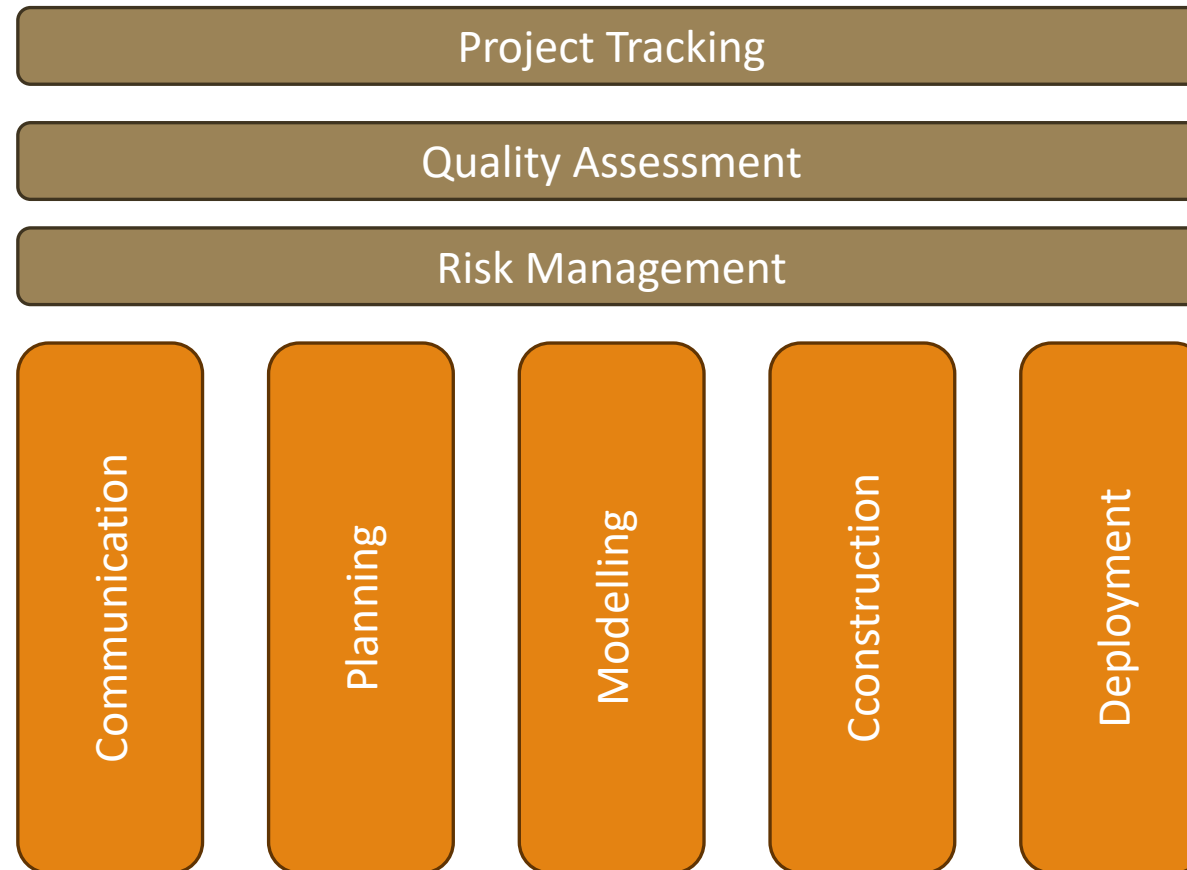 Project Tracking
Quality Assessment
Risk Management
Communication
Planning
Modelling
Cconstruction
Deployment